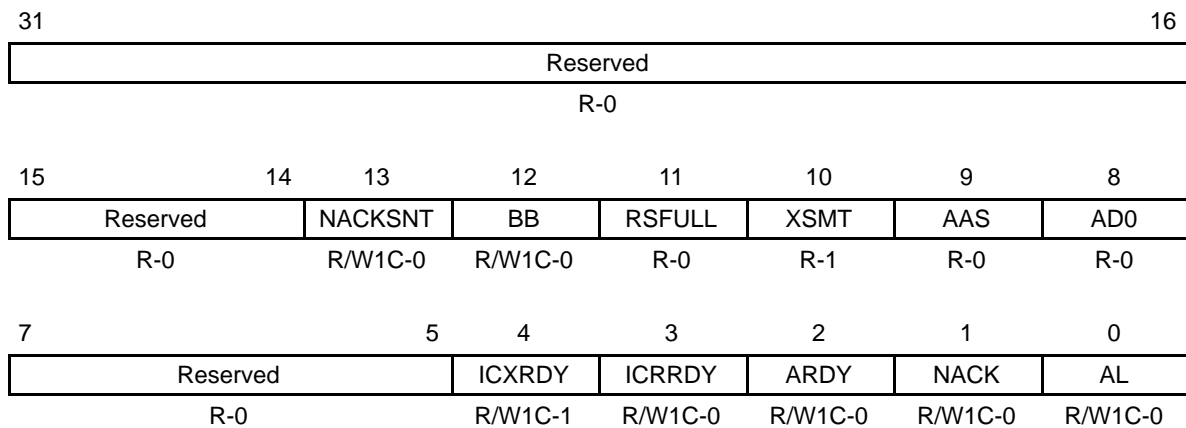 31 16
Reserved
R-0
15 14 13 12 11 10 9 8
Reserved NACKSNT BB RSFULL XSMT AAS AD0
R-0 R/W1C-0 R/W1C-0 R-0 R-1 R-0 R-0
7 5 4 3 2 1 0
Reserved ICXRDY ICRRDY ARDY NACK AL
R-0 R/W1C-1 R/W1C-0 R/W1C-0 R/W1C-0 R/W1C-0